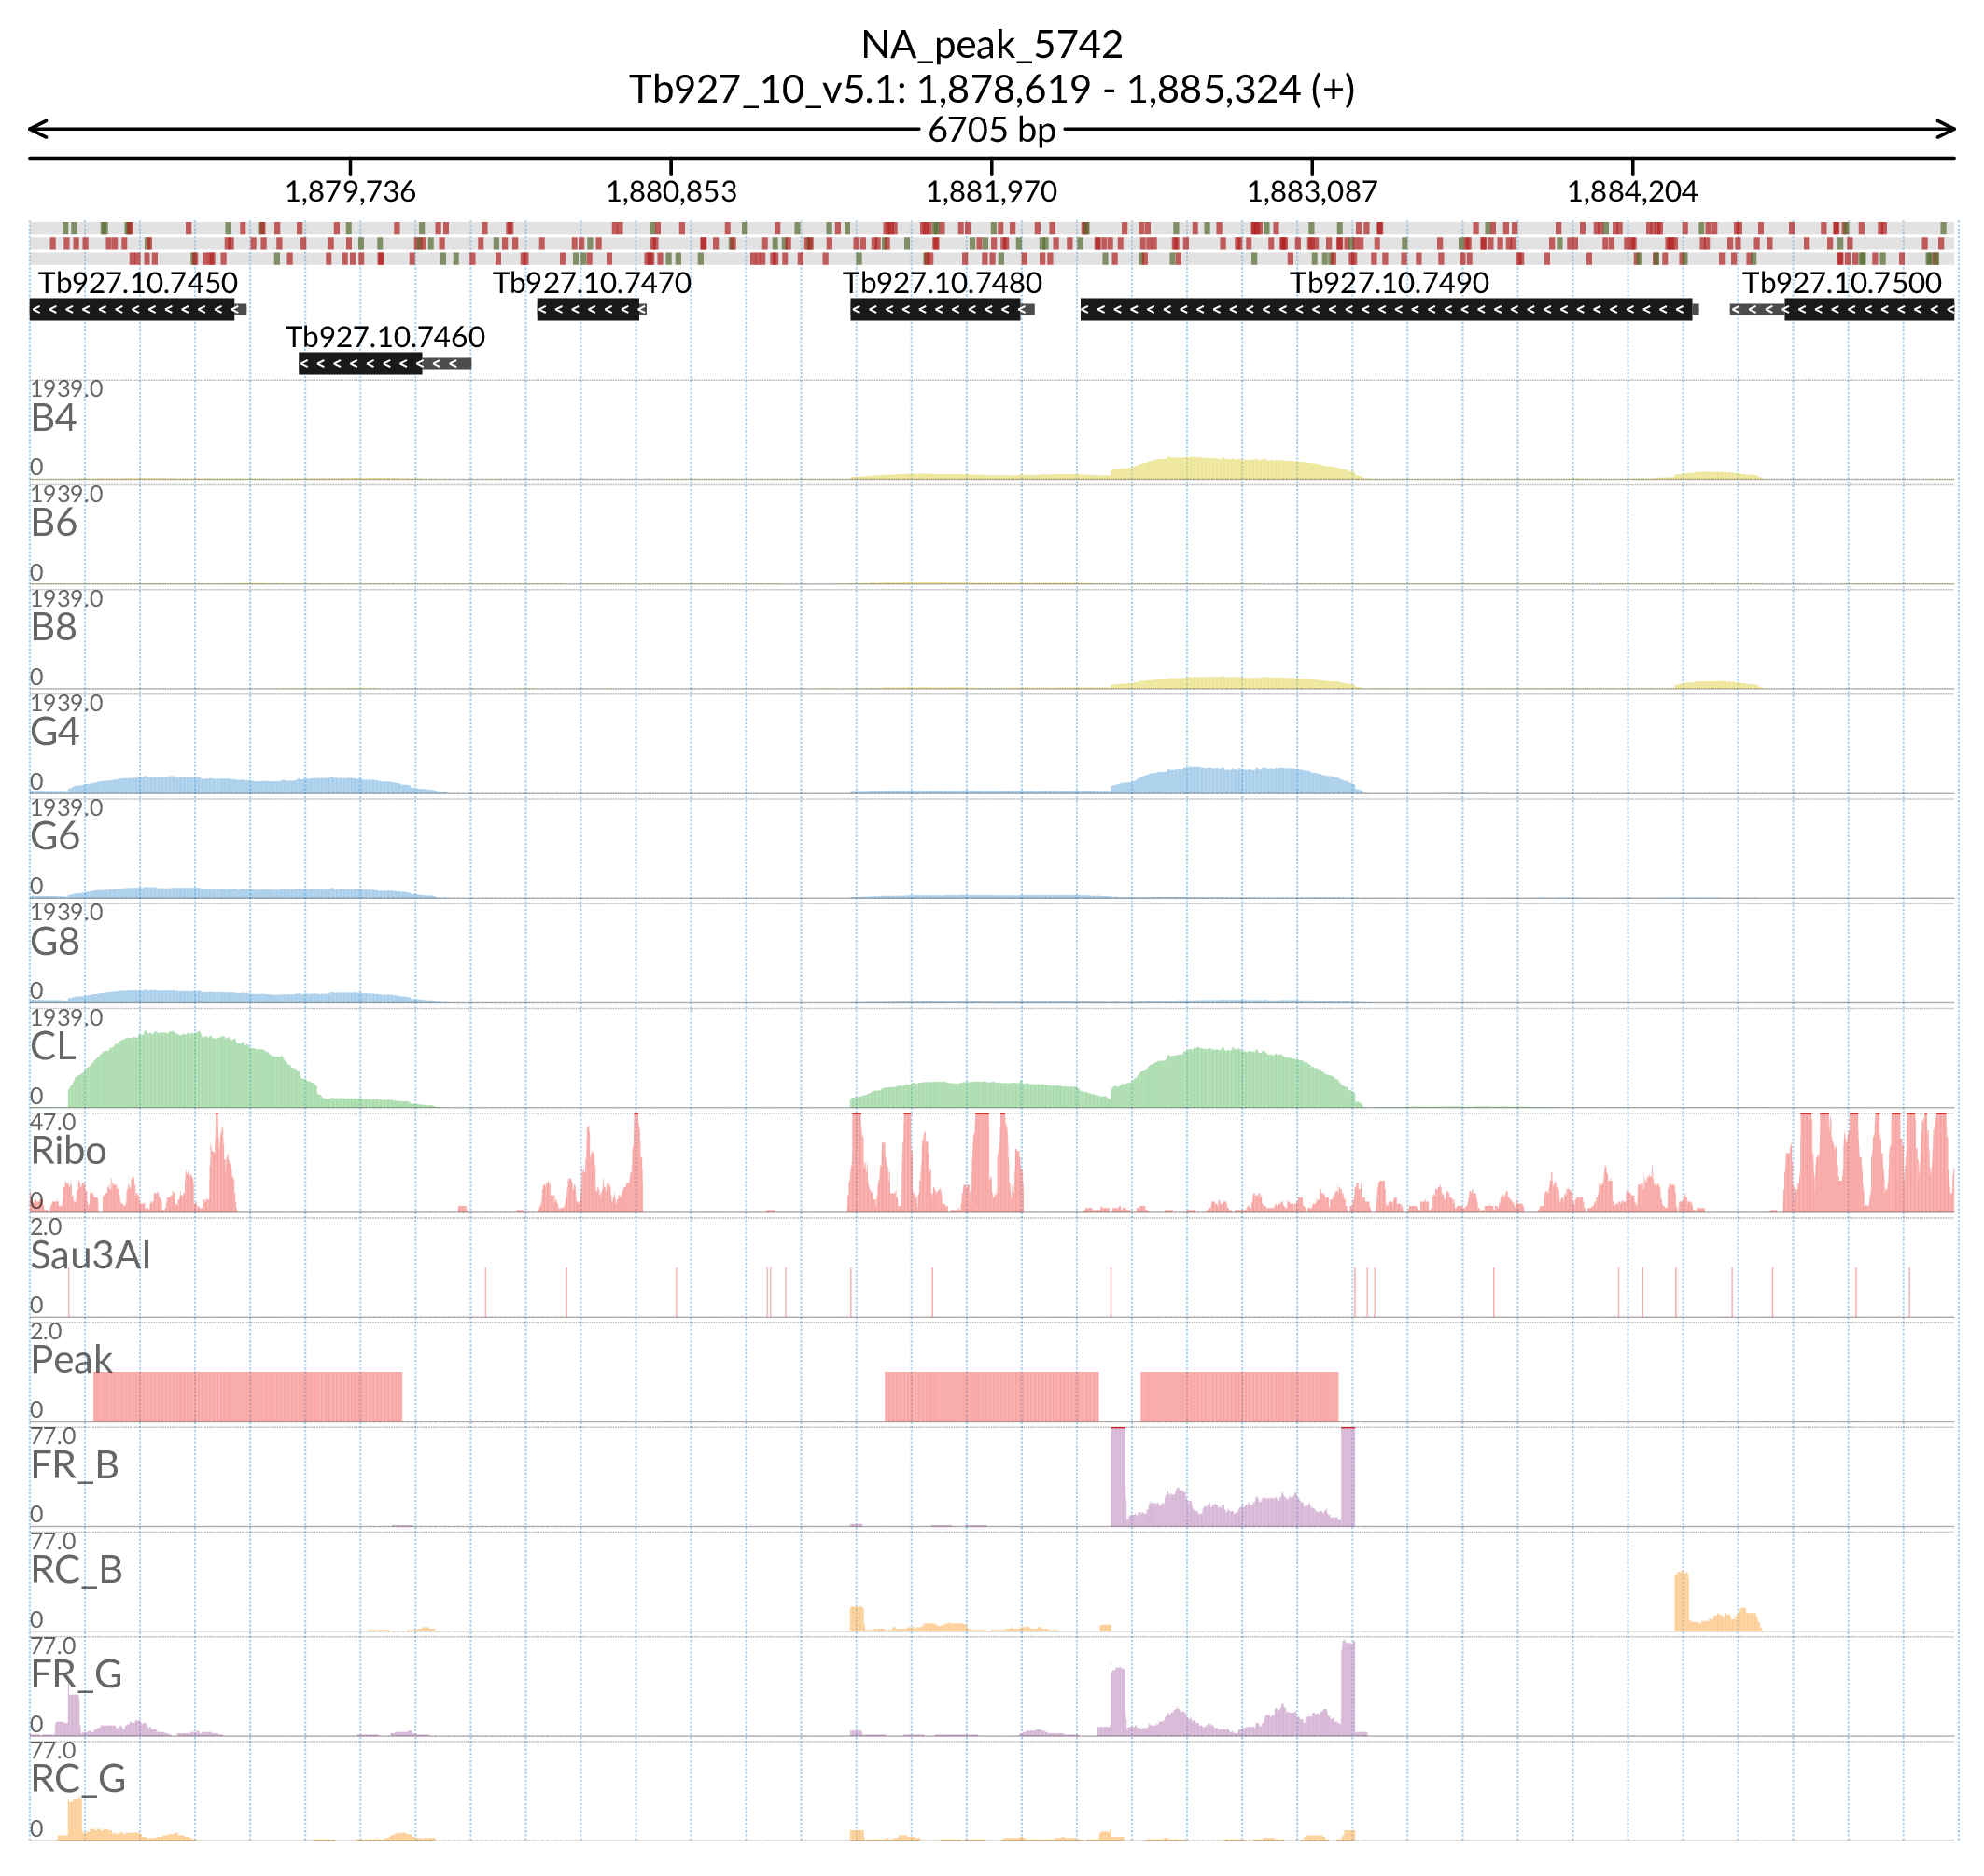 NA_peak_5742
Tb927_10_v5.1: 1,878,619 - 1,885,324 (+)
6705 bp
1,879,736 1,880,853 1,881,970 1,883,087 1,884,204
Tb927.10.7450 Tb927.10.7470 Tb927.10.7480 Tb927.10.7490 Tb927.10.7500
Tb927.10.7460
1939.0
B4
0
1939.0
B6
0
1939.0
B8
0
1939.0
G4
0
1939.0
G6
0
1939.0
G8
0
1939.0
CL
0
47.0
Ribo
0
2.0
Sau3AI
0
2.0
Peak
0
77.0
FR_B
0
77.0
RC_B
0
77.0
FR_G
0
77.0
RC_G
0